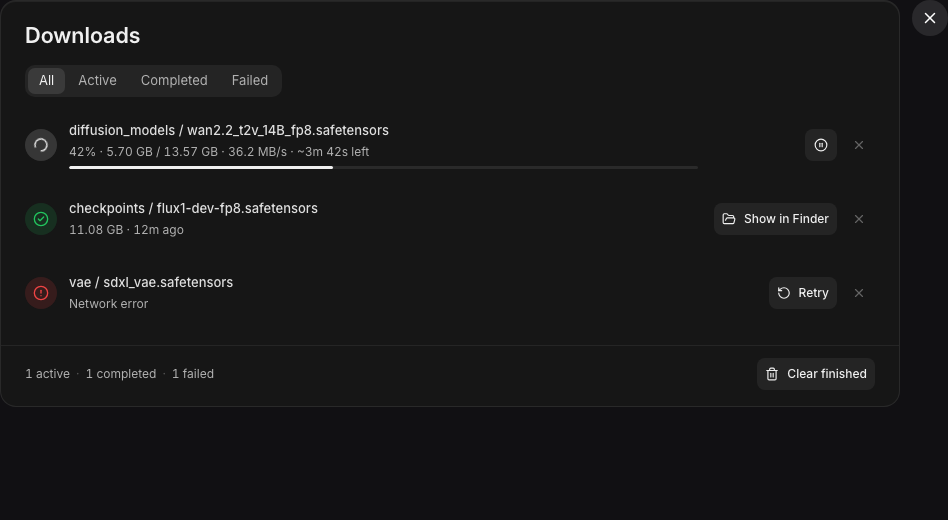 Downloads
All Active Completed Failed
diffusion_models / wan2.2_t2v_14B_fp8.safetensors
42% · 5.70 GB / 13.57 GB · 36.2 MB/s · ~3m 42s left
checkpoints / flux1-dev-fp8.safetensors
11.08 GB · 12m ago
Show in Finder
vae / sdxl_vae.safetensors
Network error
Retry
1 active · 1 completed · 1 failed
Clear finished